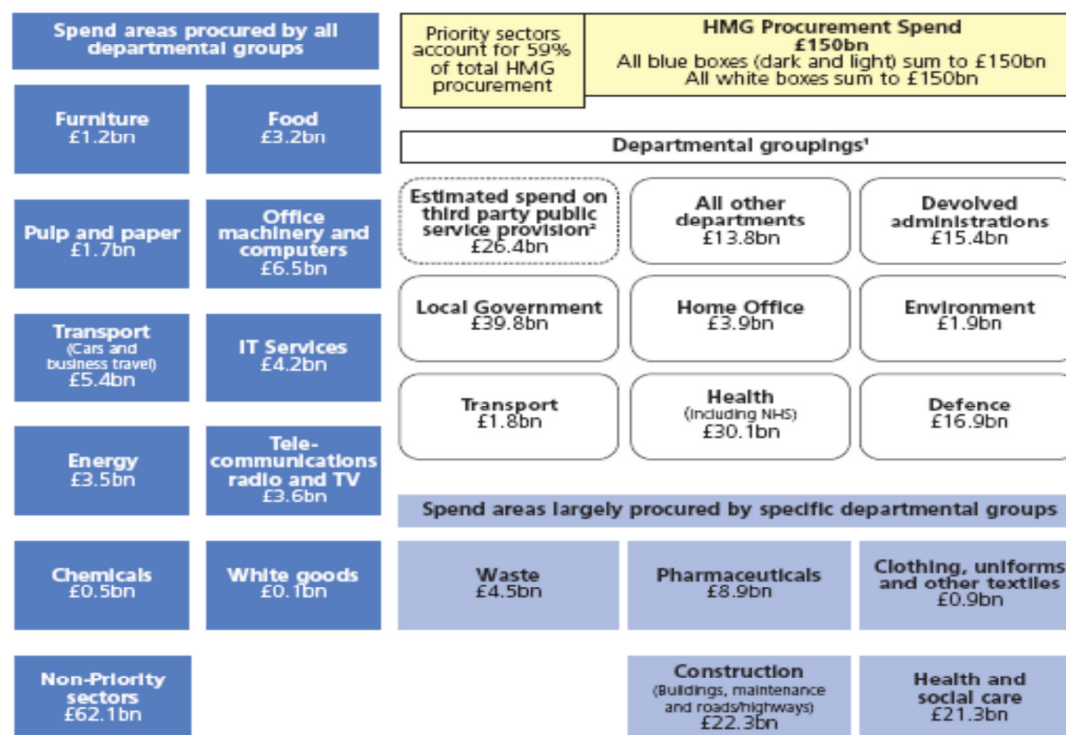 Spend areas procured by all
departmental groups
Furniture
£1.2bn
Food
£3.2bn
Pulp and paper
£1.7bn
Office
machinery and
computers
£6.5bn
Transport
(Cars and
business travel)
£5.4bn
IT Services
£4.2bn
Energy
£3.5bn
Tele-
communications
radio and TV
£3.6bn
Chemicals
£0.5bn
White goods
£0.1bn
Non-Priority
sectors
£62.1bn
Priority sectors
account for 59%
of total HMG
procurement
HMG Procurement Spend
£150bn
All blue boxes (dark and light) sum to £150bn
All white boxes sum to £150bn
Departmental groupings¹
Estimated spend on
third party public
service provision²
£26.4bn
All other
departments
£13.8bn
Devolved
administrations
£15.4bn
Local Government
£39.8bn
Home Office
£3.9bn
Environment
£1.9bn
Transport
£1.8bn
Health
(including NHS)
£30.1bn
Defence
£16.9bn
Spend areas largely procured by specific departmental groups
Waste
£4.5bn
Pharmaceuticals
£8.9bn
Clothing, uniforms
and other textiles
£0.9bn
Construction
(Buildings, maintenance
and roads/highways)
£22.3bn
Health and
social care
£21.3bn